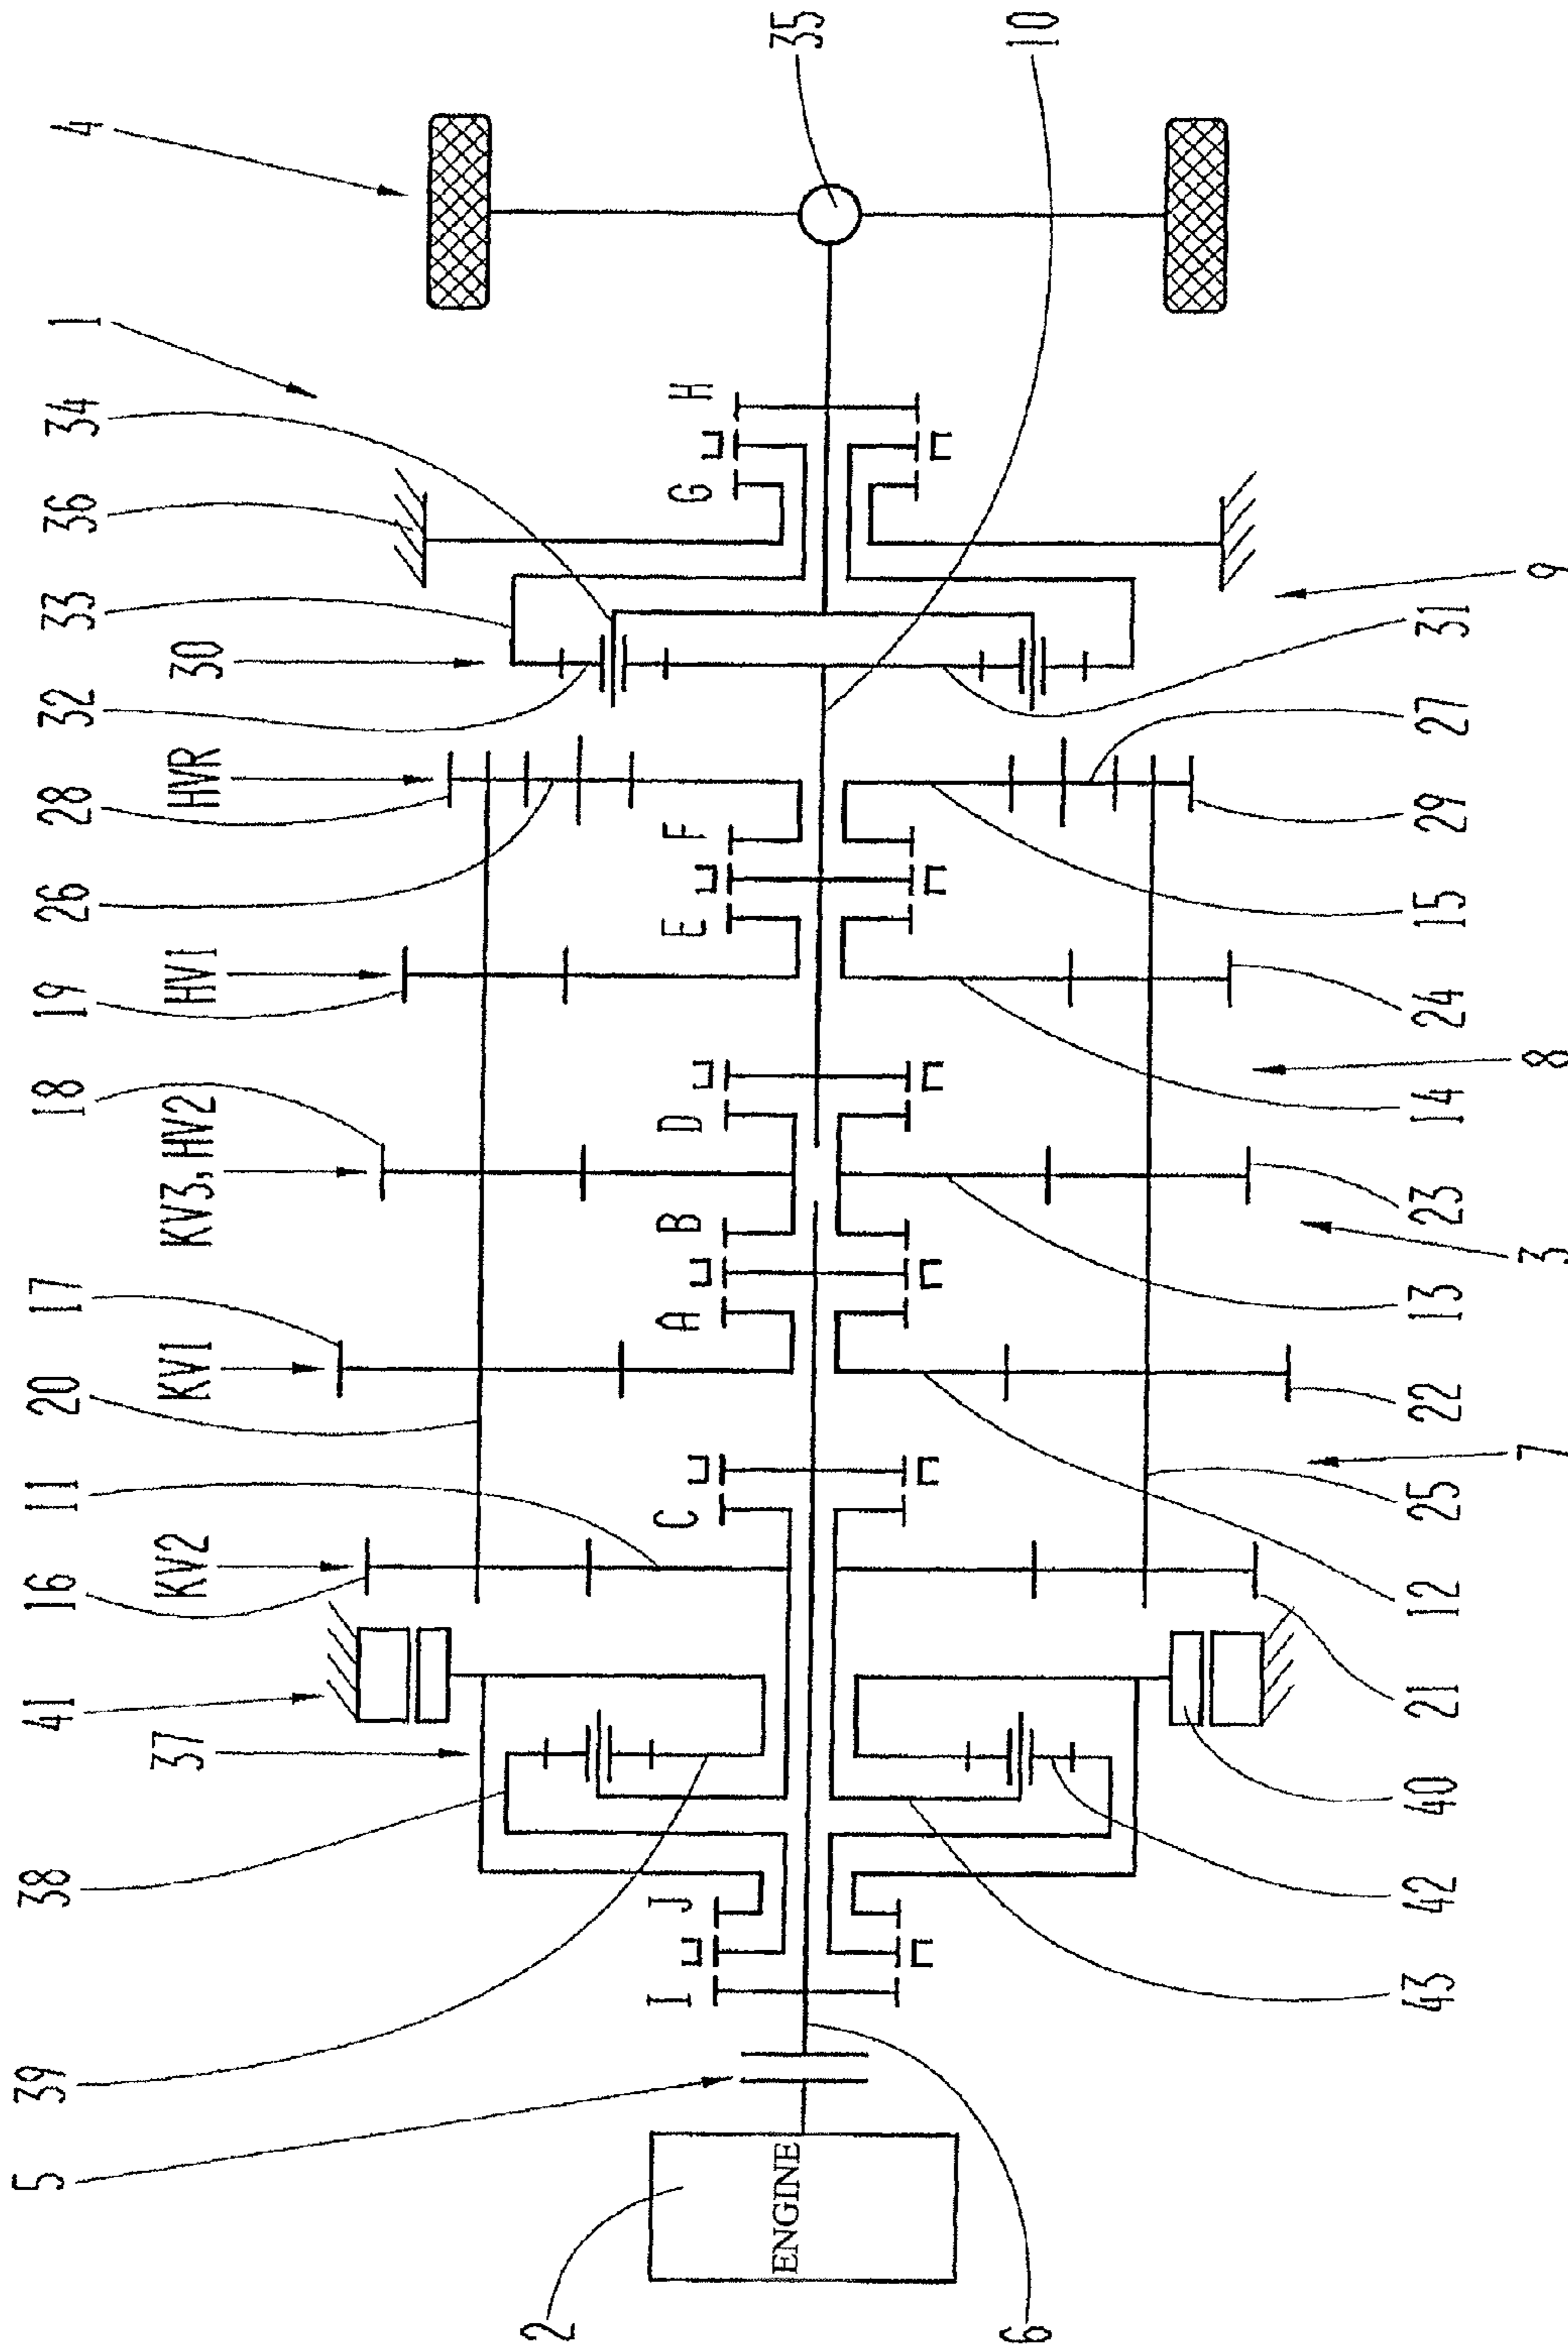 5 39 38 41 16 11 20 17 18 19 26 28 32 33 36 34 1 4
37 KV2 KV1 KV3, HV2 HV1 HVR 30
2
I J C A B D E F G H
ENGINE
35
6 10
43 42 40 21 12 25 22 13 23 14 24 15 29 27 31
7 3 8 9